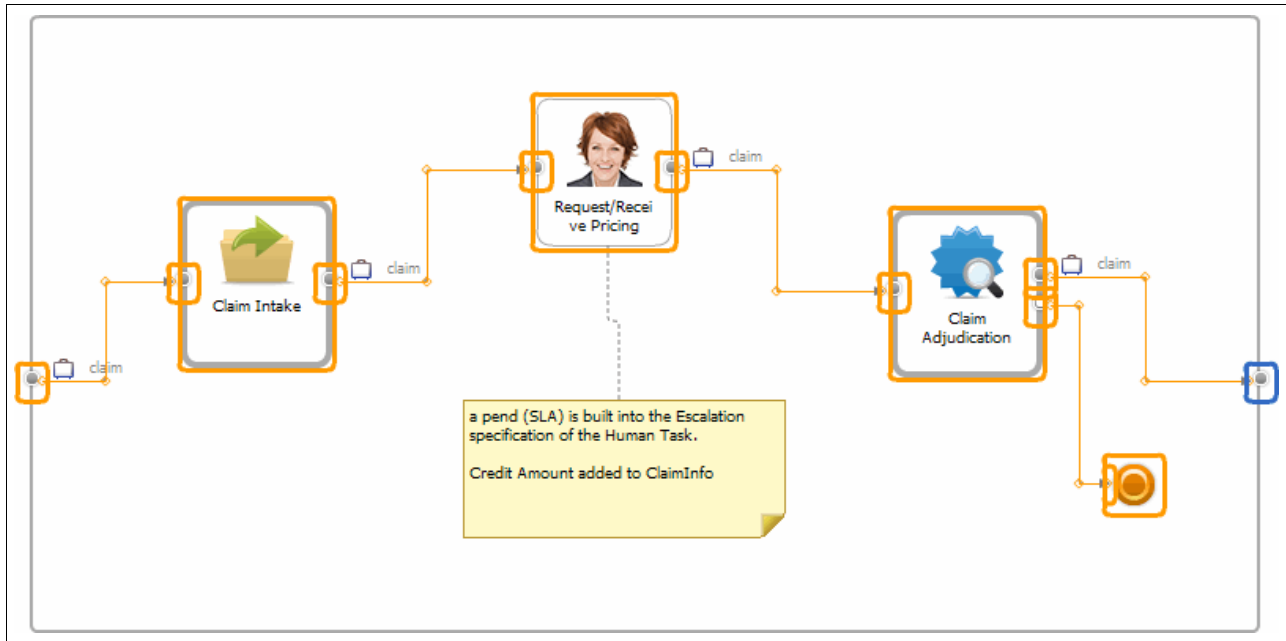 claim
Claim Intake
claim
Request/Recei
ve Pricing
claim
a pend (SLA) is built into the Escalation
specification of the Human Task.
Credit Amount added to ClaimInfo
Claim
Adjudication
claim